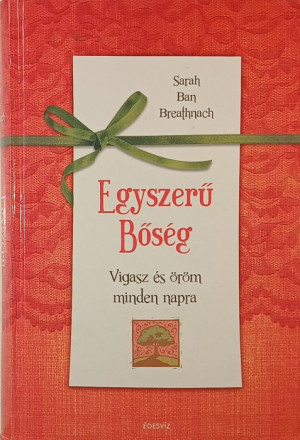 Sarah
Ban
Breathnach
Egyszerű
Bőség
Vigasz és öröm
minden napra
ÉDESVÍZ